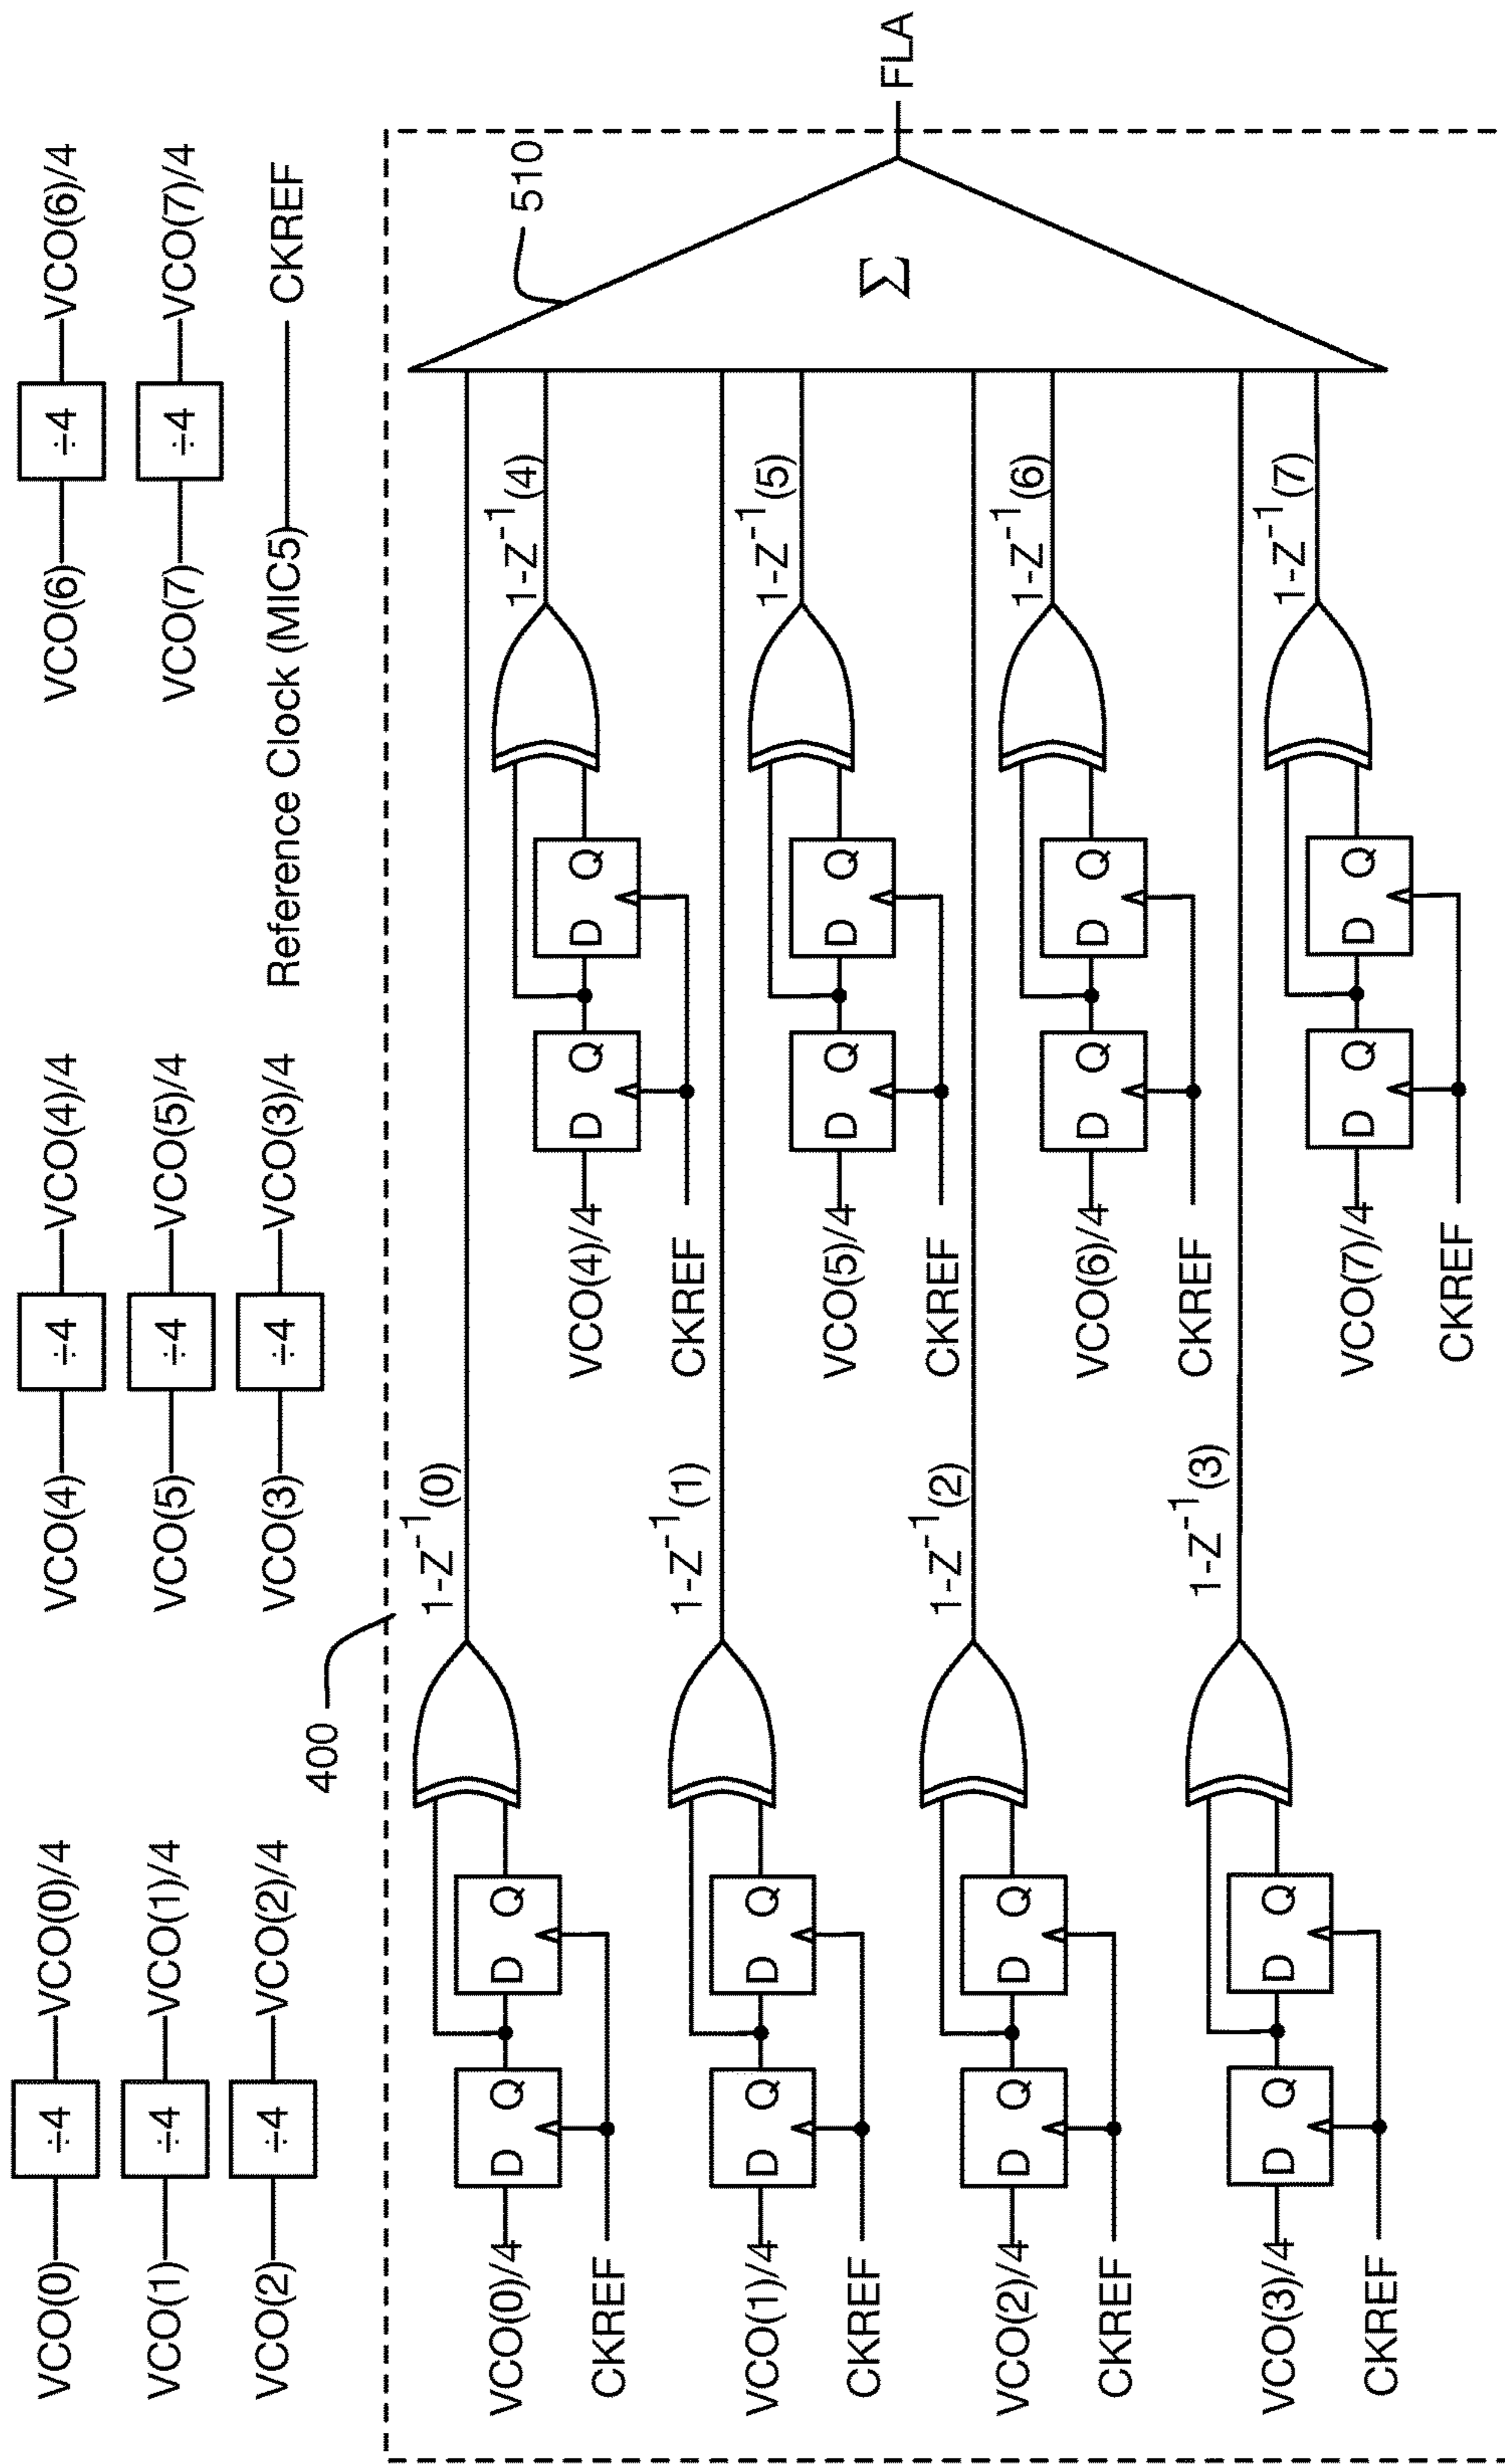 VCO(0) ÷4 VCO(0)/4
VCO(1) ÷4 VCO(1)/4
VCO(2) ÷4 VCO(2)/4
VCO(4) ÷4 VCO(4)/4
VCO(5) ÷4 VCO(5)/4
VCO(3) ÷4 VCO(3)/4
VCO(6) ÷4 VCO(6)/4
VCO(7) ÷4 VCO(7)/4
Reference Clock (MIC5) CKREF
400
VCO(0)/4 D Q D Q 1-Z⁻¹(0)
CKREF
VCO(4)/4 D Q D Q 1-Z⁻¹(4)
CKREF
VCO(1)/4 D Q D Q 1-Z⁻¹(1)
CKREF
VCO(5)/4 D Q D Q 1-Z⁻¹(5)
CKREF
VCO(2)/4 D Q D Q 1-Z⁻¹(2)
CKREF
VCO(6)/4 D Q D Q 1-Z⁻¹(6)
CKREF
VCO(3)/4 D Q D Q 1-Z⁻¹(3)
CKREF
VCO(7)/4 D Q D Q 1-Z⁻¹(7)
CKREF
510
Σ
FLA